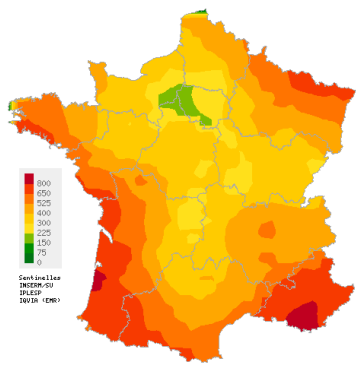 800
650
525
400
300
225
150
75
0
Sentinelles
INSERM/SU
IPLESP
IQVIA (EMR)